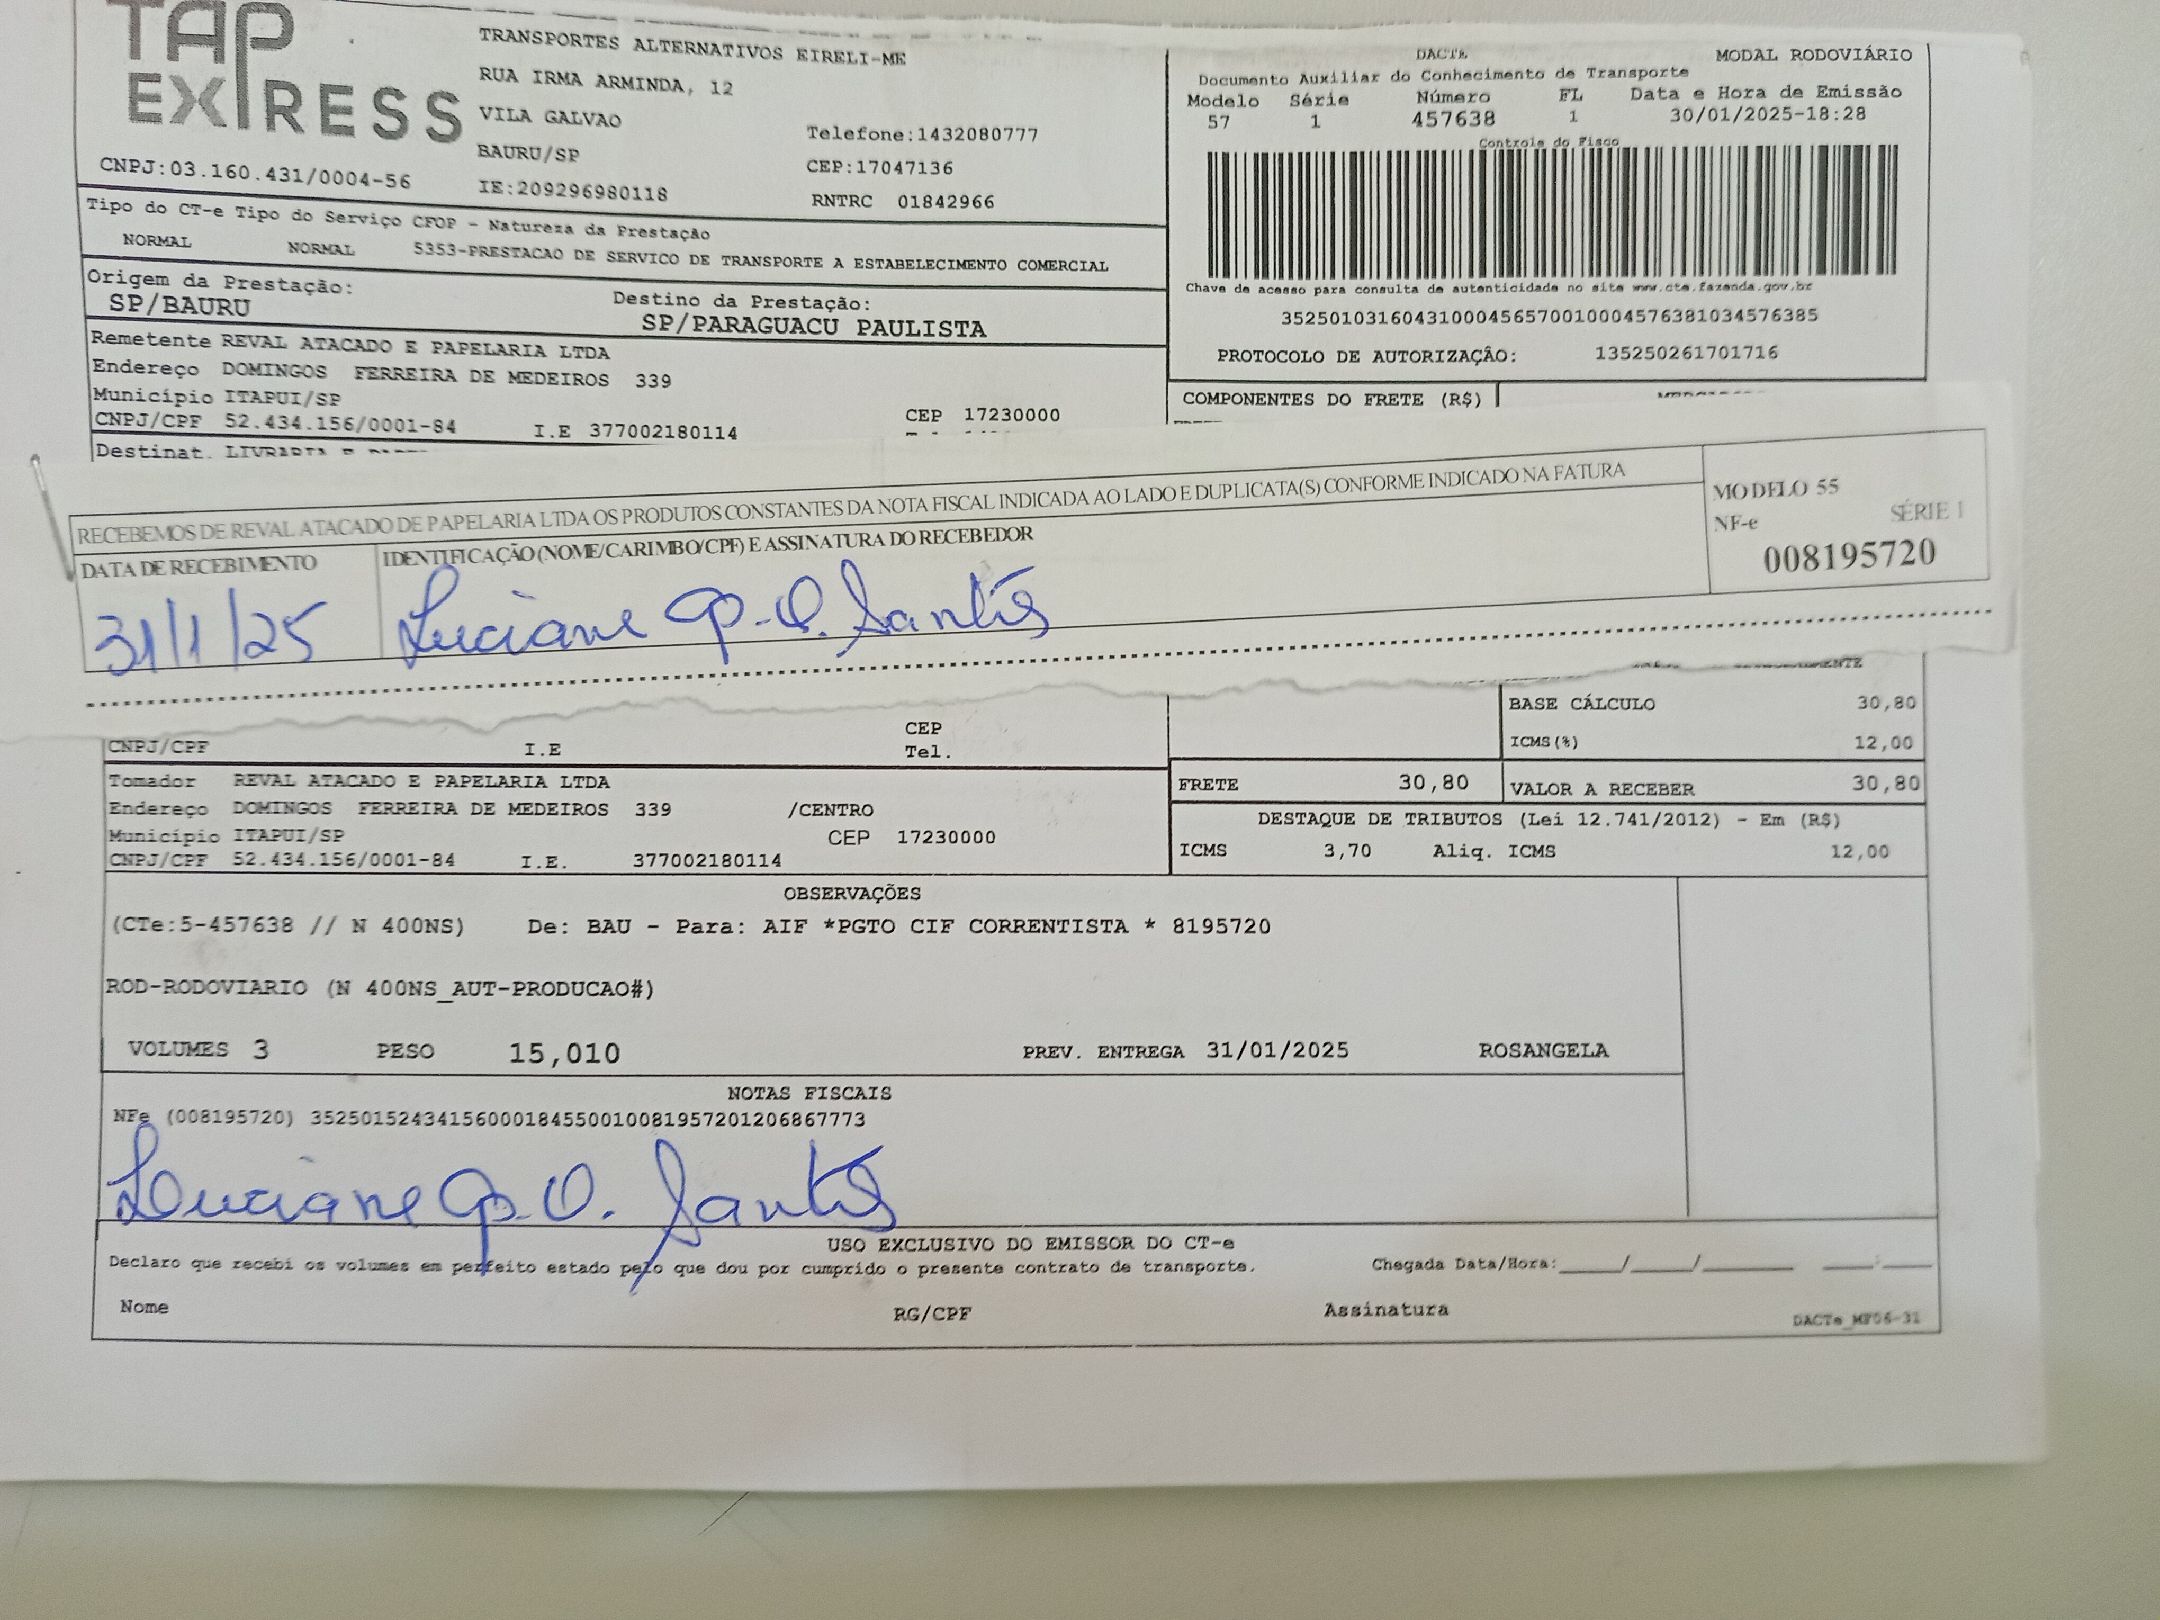 TAP EXPRESS
CNPJ:03.160.431/0004-56
TRANSPORTES ALTERNATIVOS EIRELI-ME
RUA IRMA ARMINDA, 12
VILA GALVAO
Telefone:1432080777
BAURU/SP
CEP:17047136
IE:209296980118
RNTRC 01842966
DACTE MODAL RODOVIÁRIO
Documento Auxiliar do Conhecimento de Transporte
Modelo Série Número FL Data e Hora de Emissão
57 1 457638 1 30/01/2025-18:28
Controle do Fisco
Chave de acesso para consulta de autenticidade no site www.cte.fazenda.gov.br
35250103160431000456570010004576381034576385
PROTOCOLO DE AUTORIZAÇÃO: 135250261701716
Tipo do CT-e Tipo do Serviço CFOP - Natureza da Prestação
NORMAL NORMAL 5353-PRESTACAO DE SERVICO DE TRANSPORTE A ESTABELECIMENTO COMERCIAL
Origem da Prestação: Destino da Prestação:
SP/BAURU SP/PARAGUACU PAULISTA
Remetente REVAL ATACADO E PAPELARIA LTDA
Endereço DOMINGOS FERREIRA DE MEDEIROS 339
Município ITAPUI/SP CEP 17230000
CNPJ/CPF 52.434.156/0001-84 I.E 377002180114
Destinat. LIVRARIA E
COMPONENTES DO FRETE (R$)
RECEBEMOS DE REVAL ATACADO DE PAPELARIA LTDA OS PRODUTOS CONSTANTES DA NOTA FISCAL INDICADA AO LADO E DUPLICATA(S) CONFORME INDICADO NA FATURA
DATA DE RECEBIMENTO IDENTIFICAÇÃO (NOME/CARIMBO/CPF) E ASSINATURA DO RECEBEDOR
31/1/25 Luciane Ap. O. Santos
MODELO 55
NF-e SÉRIE 1
008195720
CEP
CNPJ/CPF I.E Tel.
BASE CÁLCULO 30,80
ICMS(%) 12,00
Tomador REVAL ATACADO E PAPELARIA LTDA
Endereço DOMINGOS FERREIRA DE MEDEIROS 339 /CENTRO
Município ITAPUI/SP CEP 17230000
CNPJ/CPF 52.434.156/0001-84 I.E. 377002180114
FRETE 30,80 VALOR A RECEBER 30,80
DESTAQUE DE TRIBUTOS (Lei 12.741/2012) - Em (R$)
ICMS 3,70 Aliq. ICMS 12,00
OBSERVAÇÕES
(CTe:5-457638 // N 400NS) De: BAU - Para: AIF *PGTO CIF CORRENTISTA * 8195720
ROD-RODOVIARIO (N 400NS_AUT-PRODUCAO#)
VOLUMES 3 PESO 15,010 PREV. ENTREGA 31/01/2025 ROSANGELA
NOTAS FISCAIS
NFe (008195720) 35250152434156000184550010081957201206867773
Luciane Ap. O. Santos
USO EXCLUSIVO DO EMISSOR DO CT-e
Declaro que recebi os volumes em perfeito estado pelo que dou por cumprido o presente contrato de transporte. Chegada Data/Hora:____/____/______ ___:___
Nome RG/CPF Assinatura DACTe_MF06-31